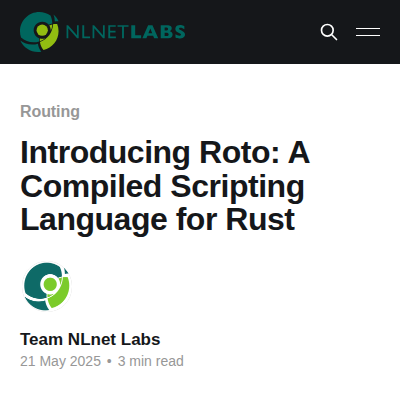 NLNETLABS
Routing
Introducing Roto: A
Compiled Scripting
Language for Rust
Team NLnet Labs
21 May 2025 • 3 min read